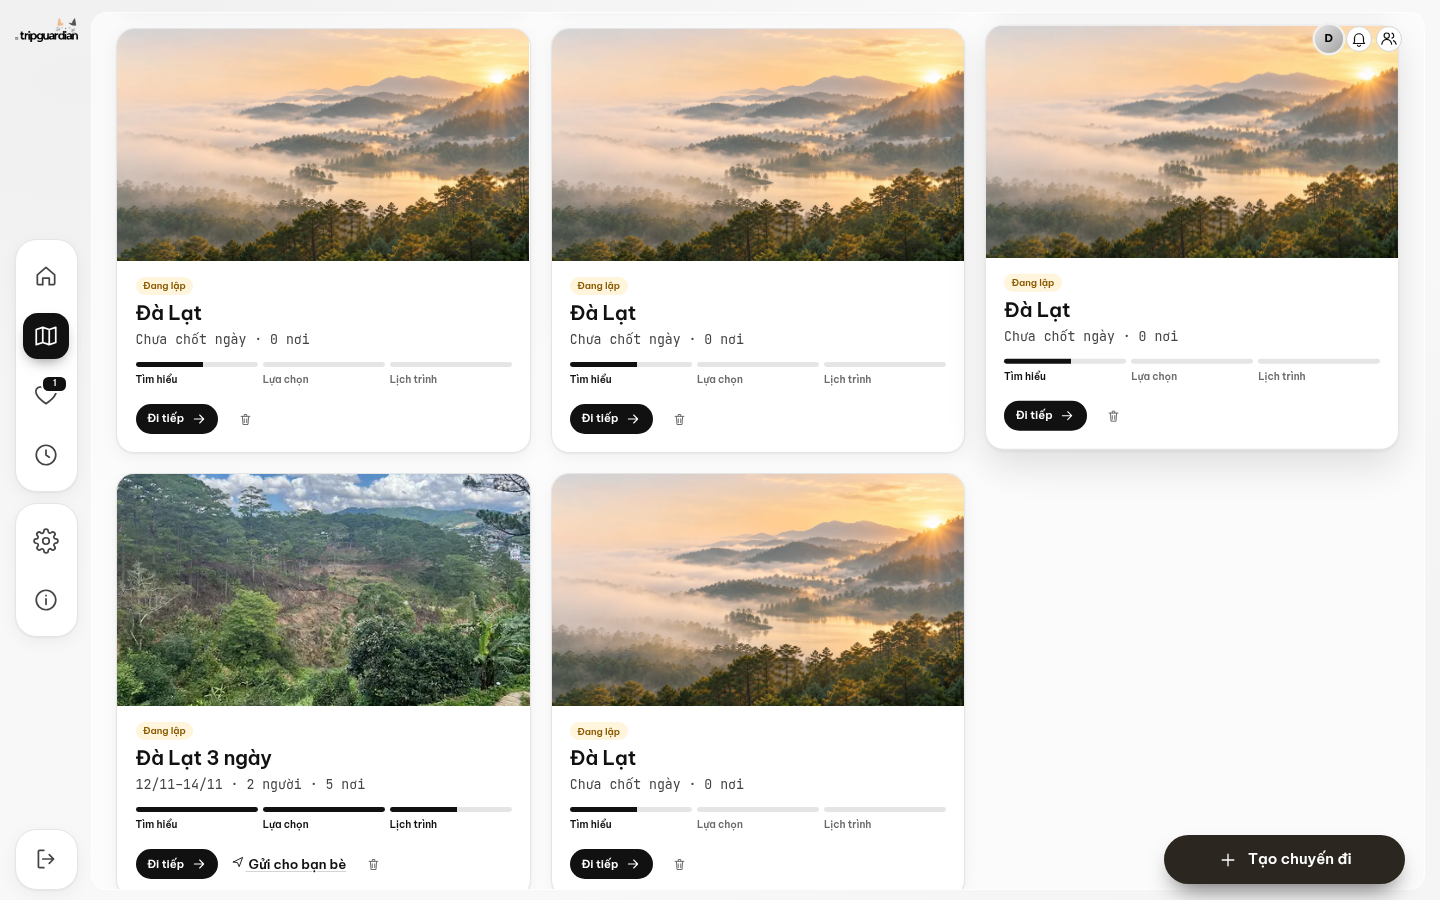 tripguardian
D
1
Đang lập
Đà Lạt
Chưa chốt ngày · 0 nơi
Tìm hiểu
Lựa chọn
Lịch trình
Đi tiếp
Đang lập
Đà Lạt
Chưa chốt ngày · 0 nơi
Tìm hiểu
Lựa chọn
Lịch trình
Đi tiếp
Đang lập
Đà Lạt
Chưa chốt ngày · 0 nơi
Tìm hiểu
Lựa chọn
Lịch trình
Đi tiếp
Đang lập
Đà Lạt 3 ngày
12/11–14/11 · 2 người · 5 nơi
Tìm hiểu
Lựa chọn
Lịch trình
Đi tiếp
Gửi cho bạn bè
Đang lập
Đà Lạt
Chưa chốt ngày · 0 nơi
Tìm hiểu
Lựa chọn
Lịch trình
Đi tiếp
Tạo chuyến đi